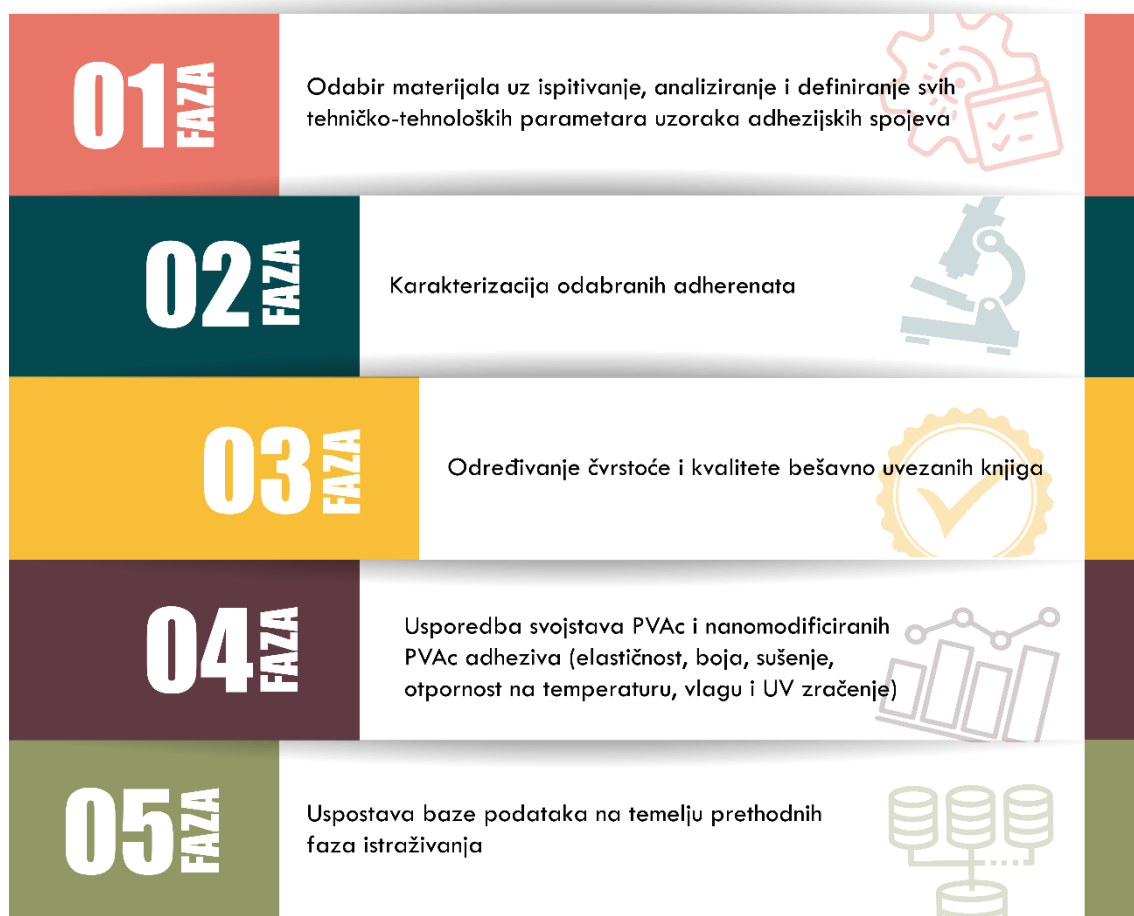 01 FAZA
Odabir materijala uz ispitivanje, analiziranje i definiranje svih
tehničko-tehnoloških parametara uzoraka adhezijskih spojeva
02 FAZA
Karakterizacija odabranih adherenata
03 FAZA
Određivanje čvrstoće i kvalitete bešavno uvezanih knjiga
04 FAZA
Usporedba svojstava PVAc i nanomodificiranih
PVAc adheziva (elastičnost, boja, sušenje,
otpornost na temperaturu, vlagu i UV zračenje)
05 FAZA
Uspostava baze podataka na temelju prethodnih
faza istraživanja